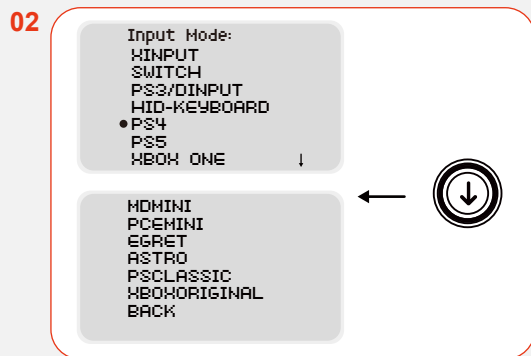 02
Input Mode:
XINPUT
SWITCH
PS3/DINPUT
HID-KEYBOARD
●PS4
PS5
XBOX ONE ↓
MDMINI
PCEMINI
EGRET
ASTRO
PSCLASSIC
XBOXORIGINAL
BACK